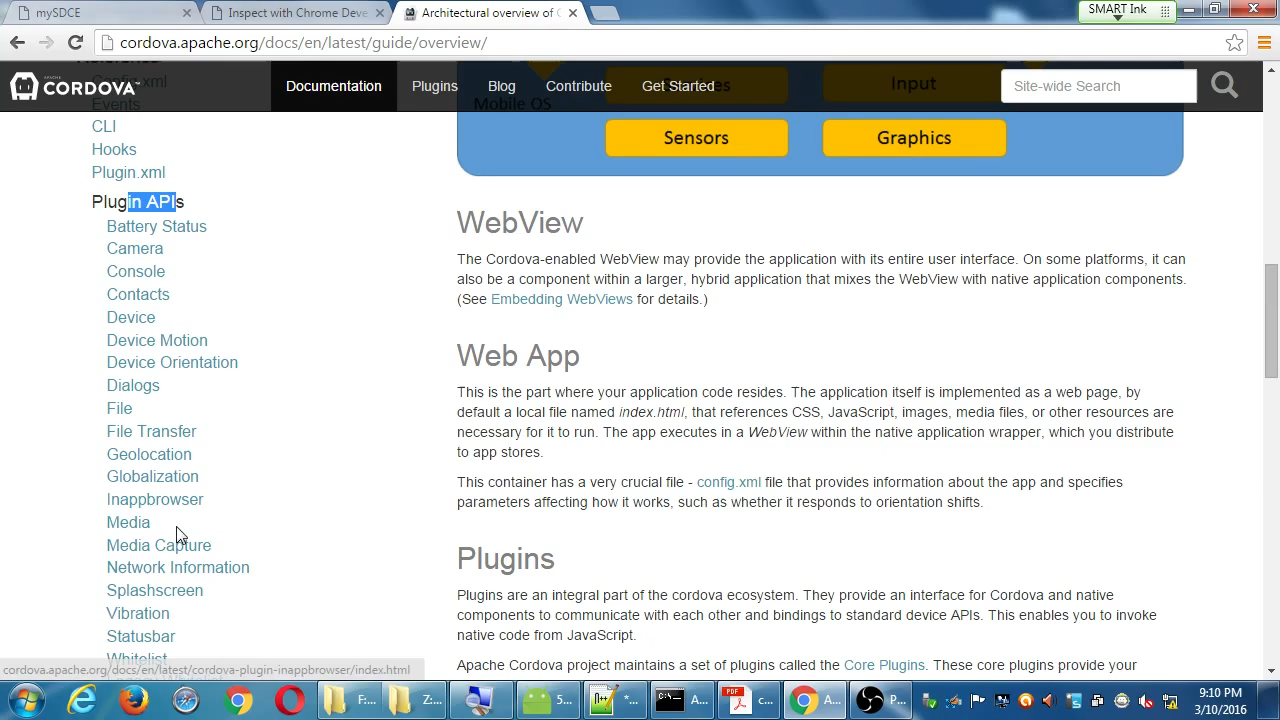 mySDCE
Inspect with Chrome Deve
Architectural overview of C
SMART Ink
cordova.apache.org/docs/en/latest/guide/overview/
Config.xml
APACHE
CORDOVA
Documentation
Plugins
Blog
Contribute
Get Started
Site-wide Search
Events
CLI
Hooks
Plugin.xml
Plugin APIs
Battery Status
Camera
Console
Contacts
Device
Device Motion
Device Orientation
Dialogs
File
File Transfer
Geolocation
Globalization
Inappbrowser
Media
Media Capture
Network Information
Splashscreen
Vibration
Statusbar
Whitelist
Input
Mobile OS
Sensors
Graphics
WebView
The Cordova-enabled WebView may provide the application with its entire user interface. On some platforms, it can
also be a component within a larger, hybrid application that mixes the WebView with native application components.
(See Embedding WebViews for details.)
Web App
This is the part where your application code resides. The application itself is implemented as a web page, by
default a local file named index.html, that references CSS, JavaScript, images, media files, or other resources are
necessary for it to run. The app executes in a WebView within the native application wrapper, which you distribute
to app stores.
This container has a very crucial file - config.xml file that provides information about the app and specifies
parameters affecting how it works, such as whether it responds to orientation shifts.
Plugins
Plugins are an integral part of the cordova ecosystem. They provide an interface for Cordova and native
components to communicate with each other and bindings to standard device APIs. This enables you to invoke
native code from JavaScript.
Apache Cordova project maintains a set of plugins called the Core Plugins. These core plugins provide your
cordova.apache.org/docs/en/latest/cordova-plugin-inappbrowser/index.html
F...
Z...
5...
*...
A...
c...
A...
P...
9:10 PM
3/10/2016